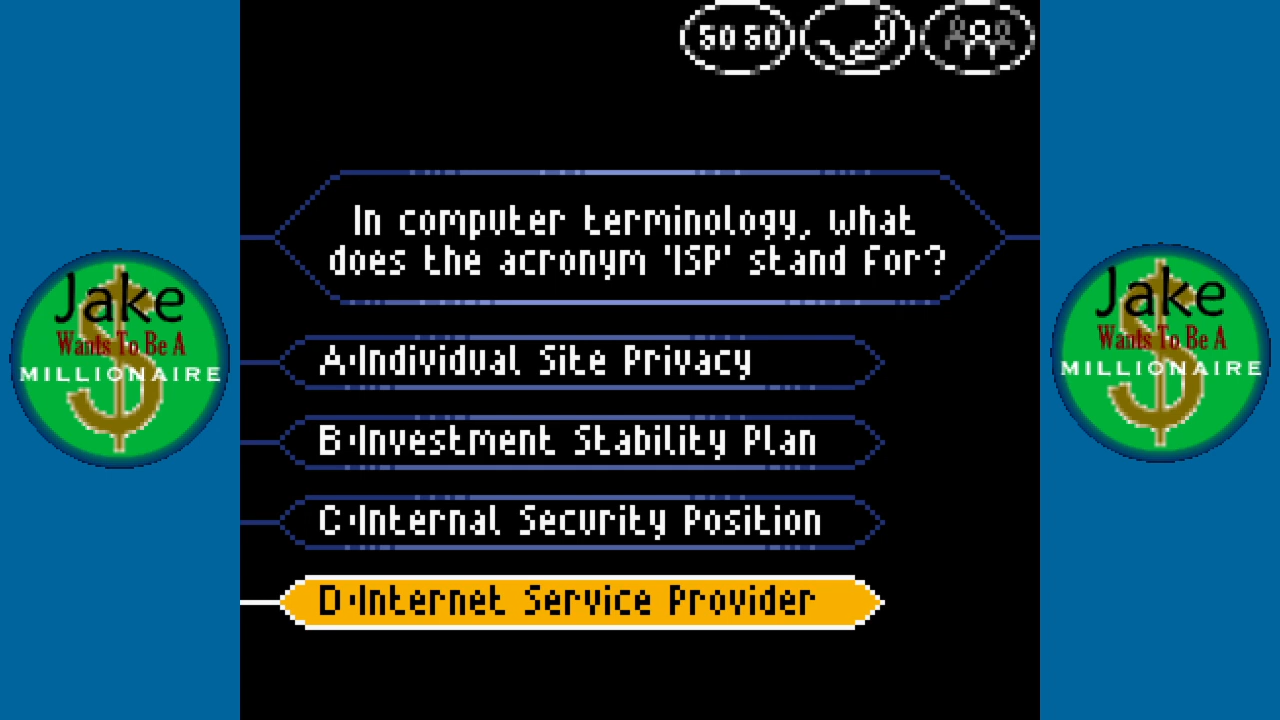 50 50
In computer terminology, what
does the acronym 'ISP' stand for?
A·Individual Site Privacy
B·Investment Stability Plan
C·Internal Security Position
D·Internet Service Provider
Jake
Wants To Be A
MILLIONAIRE
Jake
Wants To Be A
MILLIONAIRE